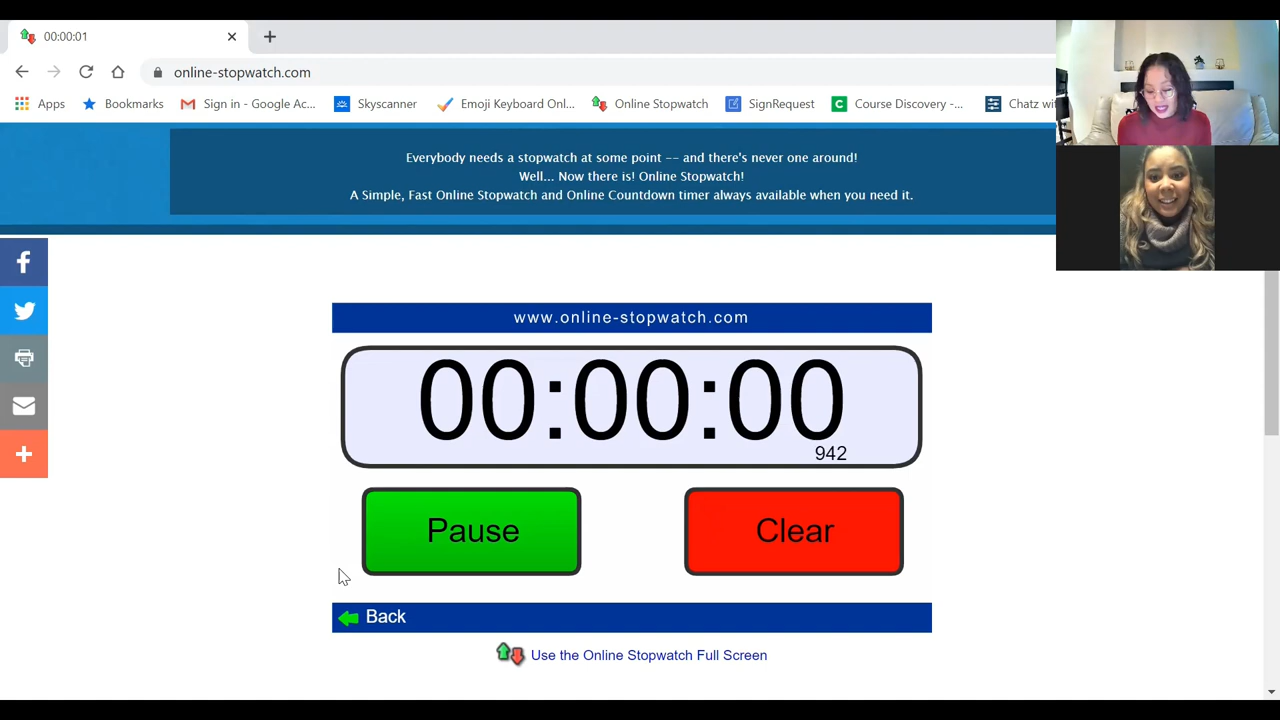 00:00:01
online-stopwatch.com
Apps Bookmarks Sign in - Google Ac... Skyscanner Emoji Keyboard Onl... Online Stopwatch SignRequest Course Discovery -... Chatz wi
Everybody needs a stopwatch at some point -- and there's never one around!
Well... Now there is! Online Stopwatch!
A Simple, Fast Online Stopwatch and Online Countdown timer always available when you need it.
www.online-stopwatch.com
00:00:00
942
Pause Clear
Back
Use the Online Stopwatch Full Screen